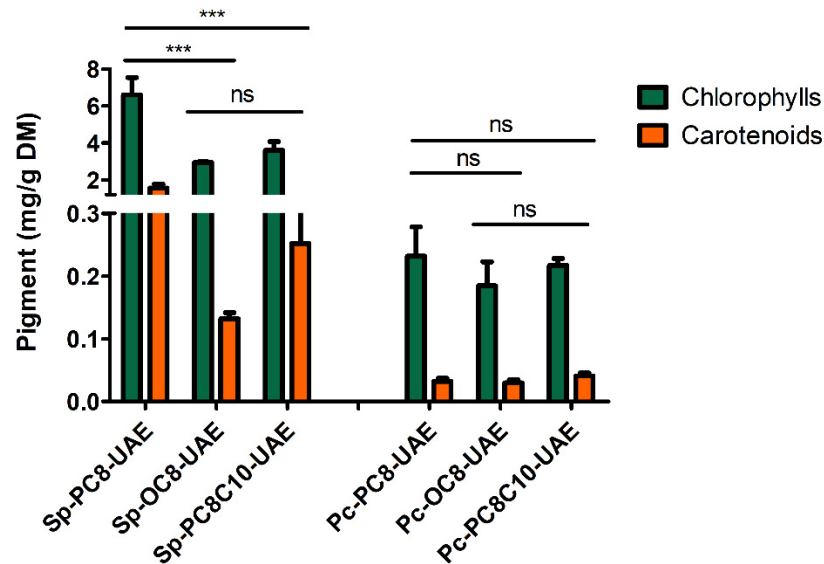 ***
***
ns
ns
ns
ns
Chlorophylls
Carotenoids
Pigment (mg/g DM)
8
6
4
2
0.3
0.2
0.1
0.0
Sp-PC8-UAE
Sp-OC8-UAE
Sp-PC8C10-UAE
Pc-PC8-UAE
Pc-OC8-UAE
Pc-PC8C10-UAE